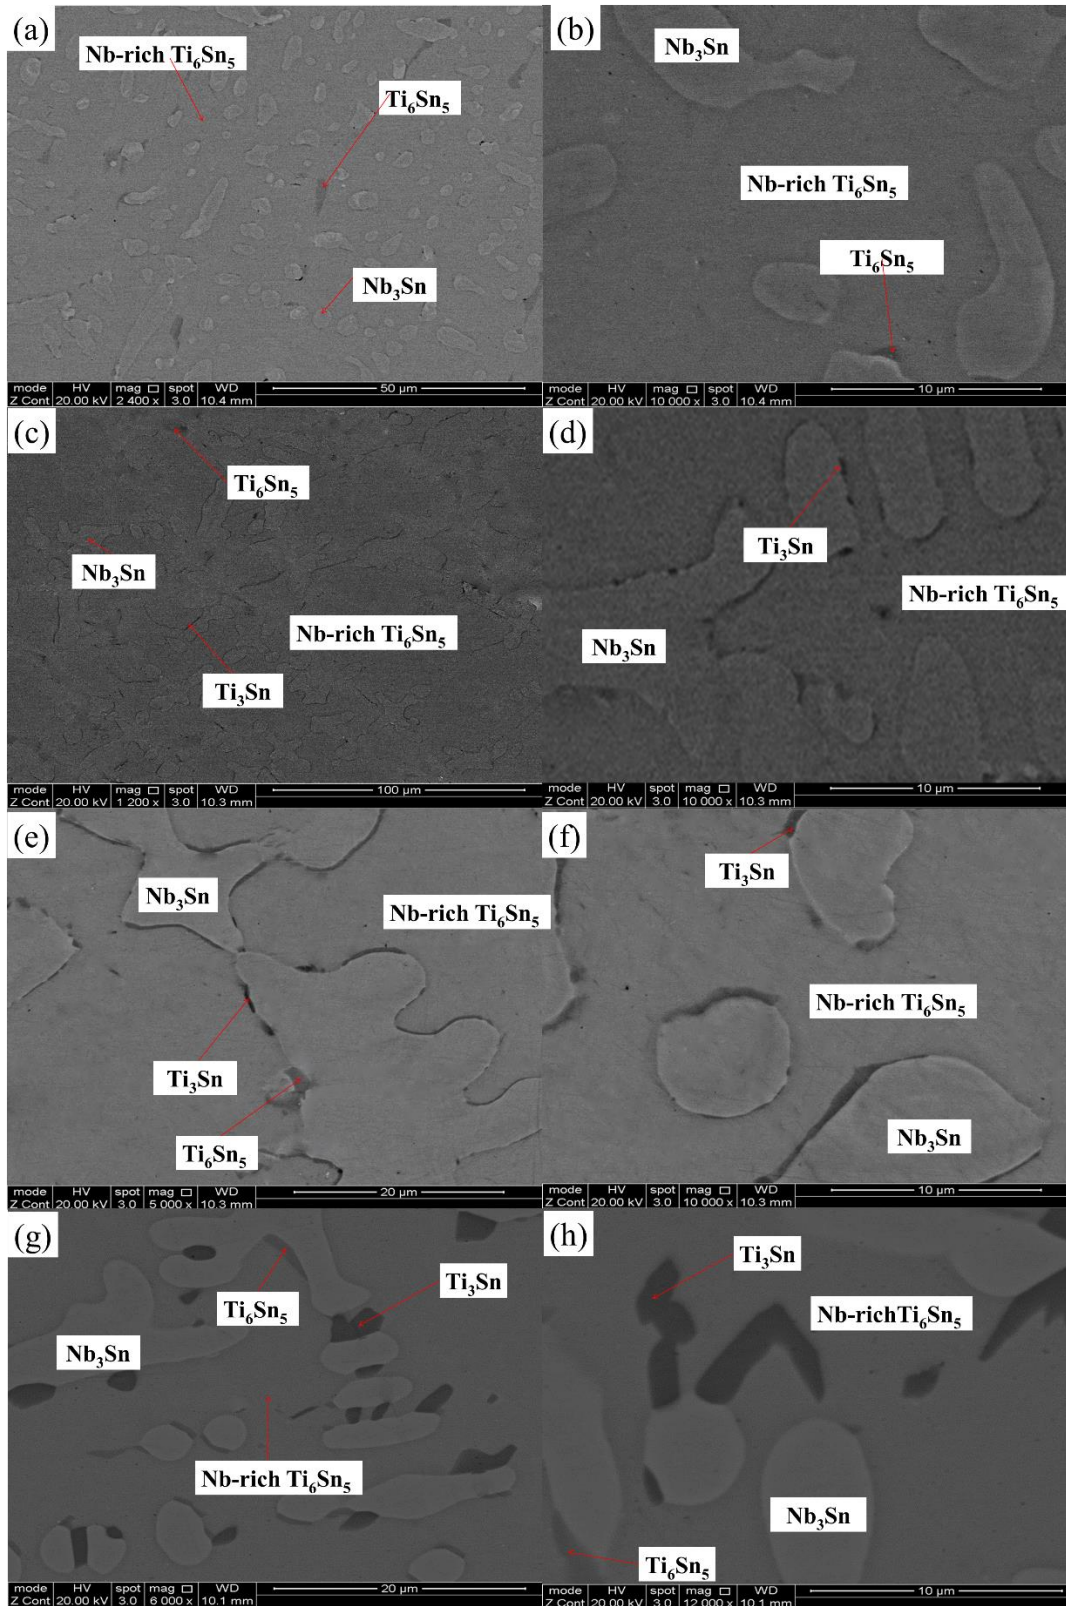 (a)
Nb-rich Ti₆Sn₅
Ti₆Sn₅
Nb₃Sn
mode HV mag □ spot WD 50 µm
Z Cont 20.00 kV 2 400 x 3.0 10.4 mm
(b)
Nb₃Sn
Nb-rich Ti₆Sn₅
Ti₆Sn₅
mode HV mag □ spot WD 10 µm
Z Cont 20.00 kV 10 000 x 3.0 10.4 mm
(c)
Ti₆Sn₅
Nb₃Sn
Nb-rich Ti₆Sn₅
Ti₃Sn
mode HV mag □ spot WD 100 µm
Z Cont 20.00 kV 1 200 x 3.0 10.3 mm
(d)
Ti₃Sn
Nb-rich Ti₆Sn₅
Nb₃Sn
mode HV spot mag □ WD 10 µm
Z Cont 20.00 kV 3.0 10 000 x 10.3 mm
(e)
Nb₃Sn
Nb-rich Ti₆Sn₅
Ti₃Sn
Ti₆Sn₅
mode HV spot mag □ WD 20 µm
Z Cont 20.00 kV 3.0 5 000 x 10.3 mm
(f)
Ti₃Sn
Nb-rich Ti₆Sn₅
Nb₃Sn
mode HV spot mag □ WD 10 µm
Z Cont 20.00 kV 3.0 10 000 x 10.3 mm
(g)
Ti₃Sn
Ti₆Sn₅
Nb₃Sn
Nb-rich Ti₆Sn₅
mode HV spot mag □ WD 20 µm
Z Cont 20.00 kV 3.0 6 000 x 10.1 mm
(h)
Ti₃Sn
Nb-richTi₆Sn₅
Nb₃Sn
Ti₆Sn₅
mode HV spot mag □ WD 10 µm
Z Cont 20.00 kV 3.0 12 000 x 10.1 mm